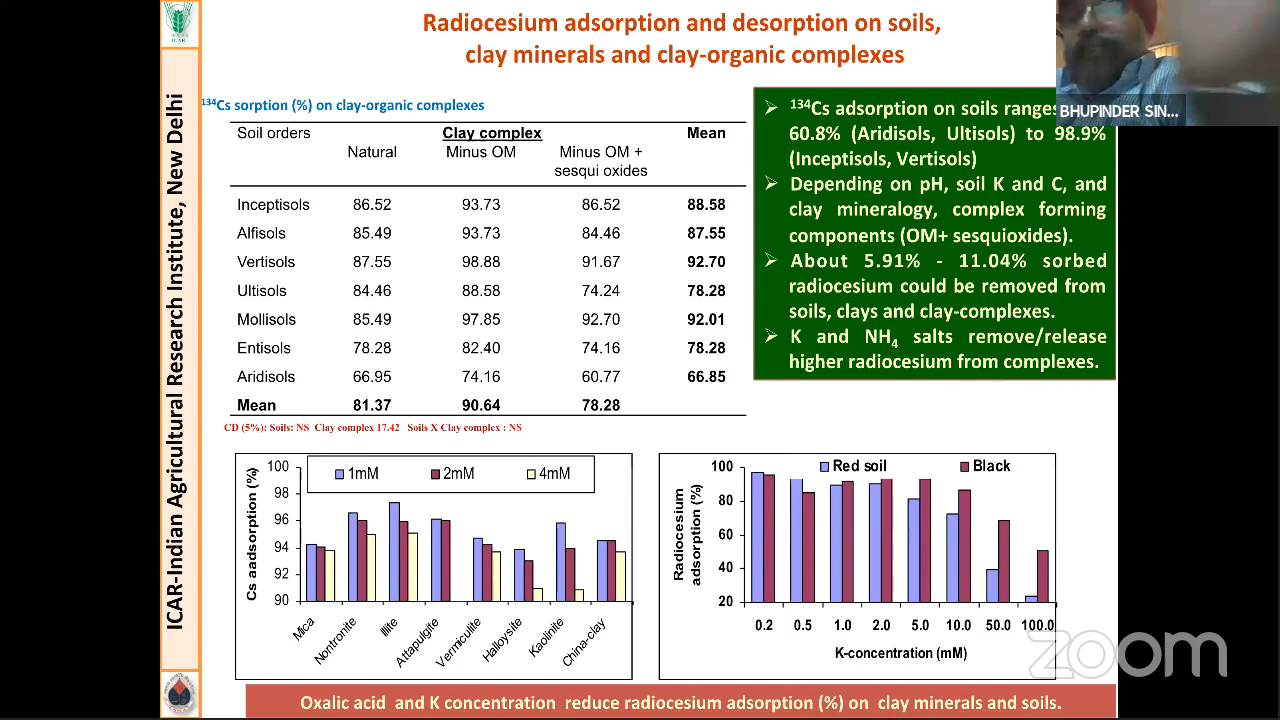 Radiocesium adsorption and desorption on soils,
clay minerals and clay-organic complexes
ICAR
ICAR-Indian Agricultural Research Institute, New Delhi
134Cs sorption (%) on clay-organic complexes
Soil orders Clay complex Mean
Natural Minus OM Minus OM +
sesqui oxides
Inceptisols 86.52 93.73 86.52 88.58
Alfisols 85.49 93.73 84.46 87.55
Vertisols 87.55 98.88 91.67 92.70
Ultisols 84.46 88.58 74.24 78.28
Mollisols 85.49 97.85 92.70 92.01
Entisols 78.28 82.40 74.16 78.28
Aridisols 66.95 74.16 60.77 66.85
Mean 81.37 90.64 78.28
CD (5%): Soils: NS Clay complex 17.42 Soils X Clay complex : NS
➢ 134Cs adsorption on soils ranges
60.8% (Aridisols, Ultisols) to 98.9%
(Inceptisols, Vertisols)
➢ Depending on pH, soil K and C, and
clay mineralogy, complex forming
components (OM+ sesquioxides).
➢ About 5.91% - 11.04% sorbed
radiocesium could be removed from
soils, clays and clay-complexes.
➢ K and NH4 salts remove/release
higher radiocesium from complexes.
BHUPINDER SIN...
1mM 2mM 4mM
Cs aadsorption (%)
100
98
96
94
92
90
Mica Nontronite Illite Attapulgite Vermiculite Halloysite Kaolinite China-clay
Red soil Black
Radiocesium
adsorption (%)
100
80
60
40
20
0.2 0.5 1.0 2.0 5.0 10.0 50.0 100.0
K-concentration (mM)
zoom
Oxalic acid and K concentration reduce radiocesium adsorption (%) on clay minerals and soils.